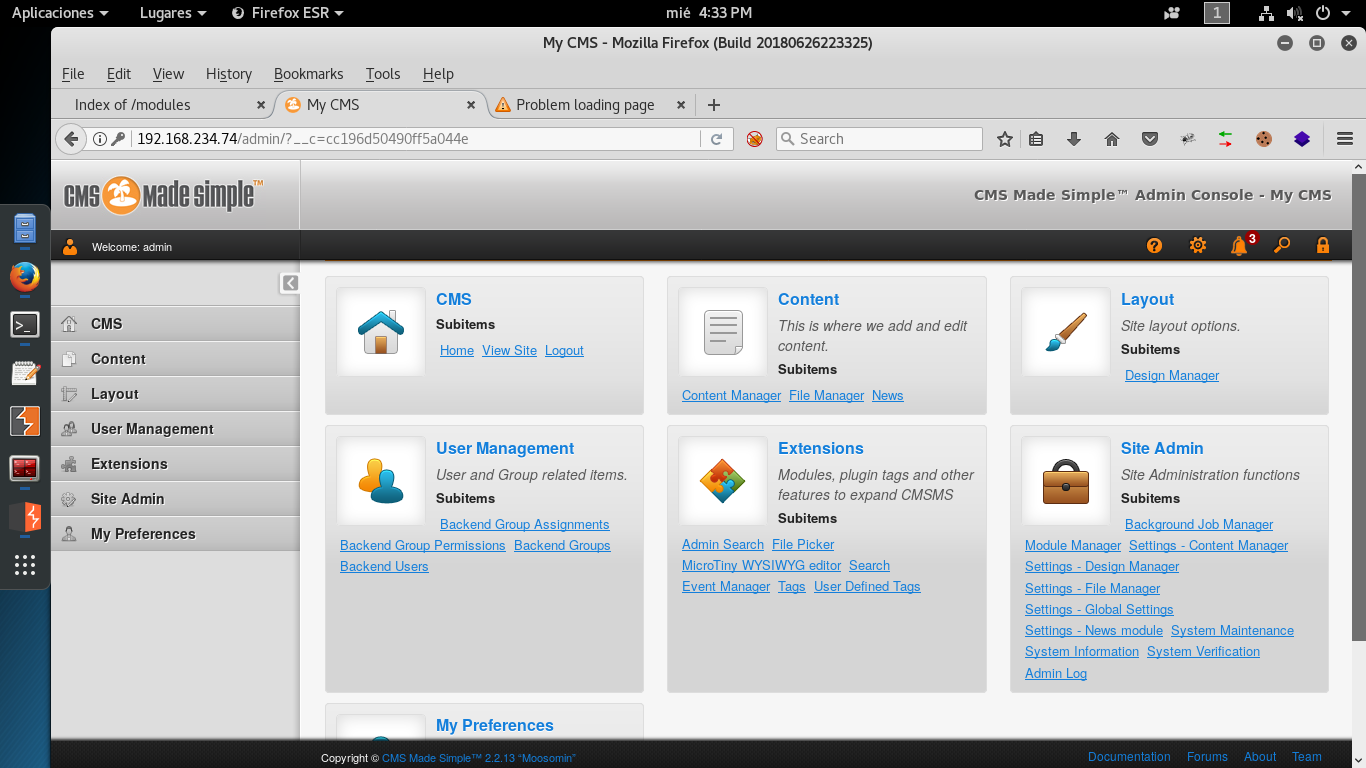 Aplicaciones Lugares Firefox ESR mié 4:33 PM 1
My CMS - Mozilla Firefox (Build 20180626223325)
File Edit View History Bookmarks Tools Help
Index of /modules My CMS Problem loading page
192.168.234.74/admin/?__c=cc196d50490ff5a044e Search
CMS Made Simple™ CMS Made Simple™ Admin Console - My CMS
Welcome: admin 3
CMS
Content
Layout
User Management
Extensions
Site Admin
My Preferences
CMS
Subitems
Home View Site Logout
Content
This is where we add and edit
content.
Subitems
Content Manager File Manager News
Layout
Site layout options.
Subitems
Design Manager
User Management
User and Group related items.
Subitems
Backend Group Assignments
Backend Group Permissions Backend Groups
Backend Users
Extensions
Modules, plugin tags and other
features to expand CMSMS
Subitems
Admin Search File Picker
MicroTiny WYSIWYG editor Search
Event Manager Tags User Defined Tags
Site Admin
Site Administration functions
Subitems
Background Job Manager
Module Manager Settings - Content Manager
Settings - Design Manager
Settings - File Manager
Settings - Global Settings
Settings - News module System Maintenance
System Information System Verification
Admin Log
My Preferences
Copyright © CMS Made Simple™ 2.2.13 “Moosomin” Documentation Forums About Team